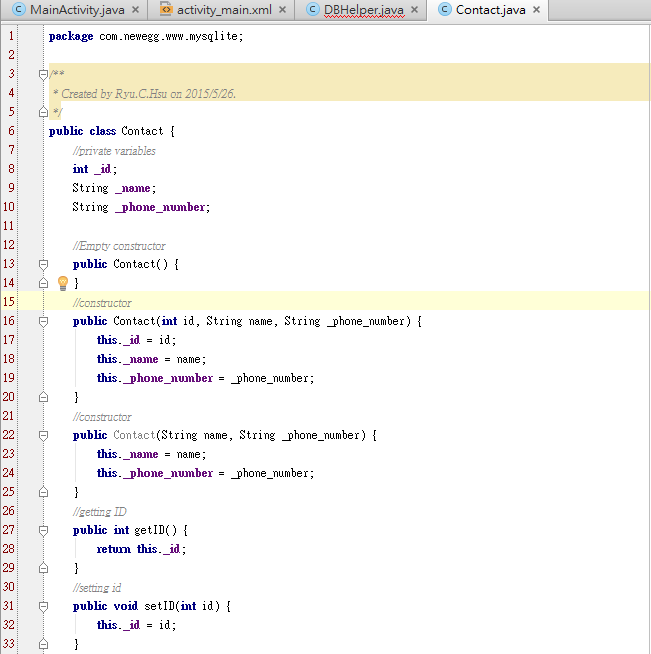 MainActivity.java × activity_main.xml × DBHelper.java × Contact.java ×
1 package com.newegg.www.mysqlite;
2
3 /**
4 * Created by Ryu.C.Hsu on 2015/5/26.
5 */
6 public class Contact {
7 //private variables
8 int _id;
9 String _name;
10 String _phone_number;
11
12 //Empty constructor
13 public Contact() {
14 }
15 //constructor
16 public Contact(int id, String name, String _phone_number) {
17 this._id = id;
18 this._name = name;
19 this._phone_number = _phone_number;
20 }
21 //constructor
22 public Contact(String name, String _phone_number) {
23 this._name = name;
24 this._phone_number = _phone_number;
25 }
26 //getting ID
27 public int getID() {
28 return this._id;
29 }
30 //setting id
31 public void setID(int id) {
32 this._id = id;
33 }